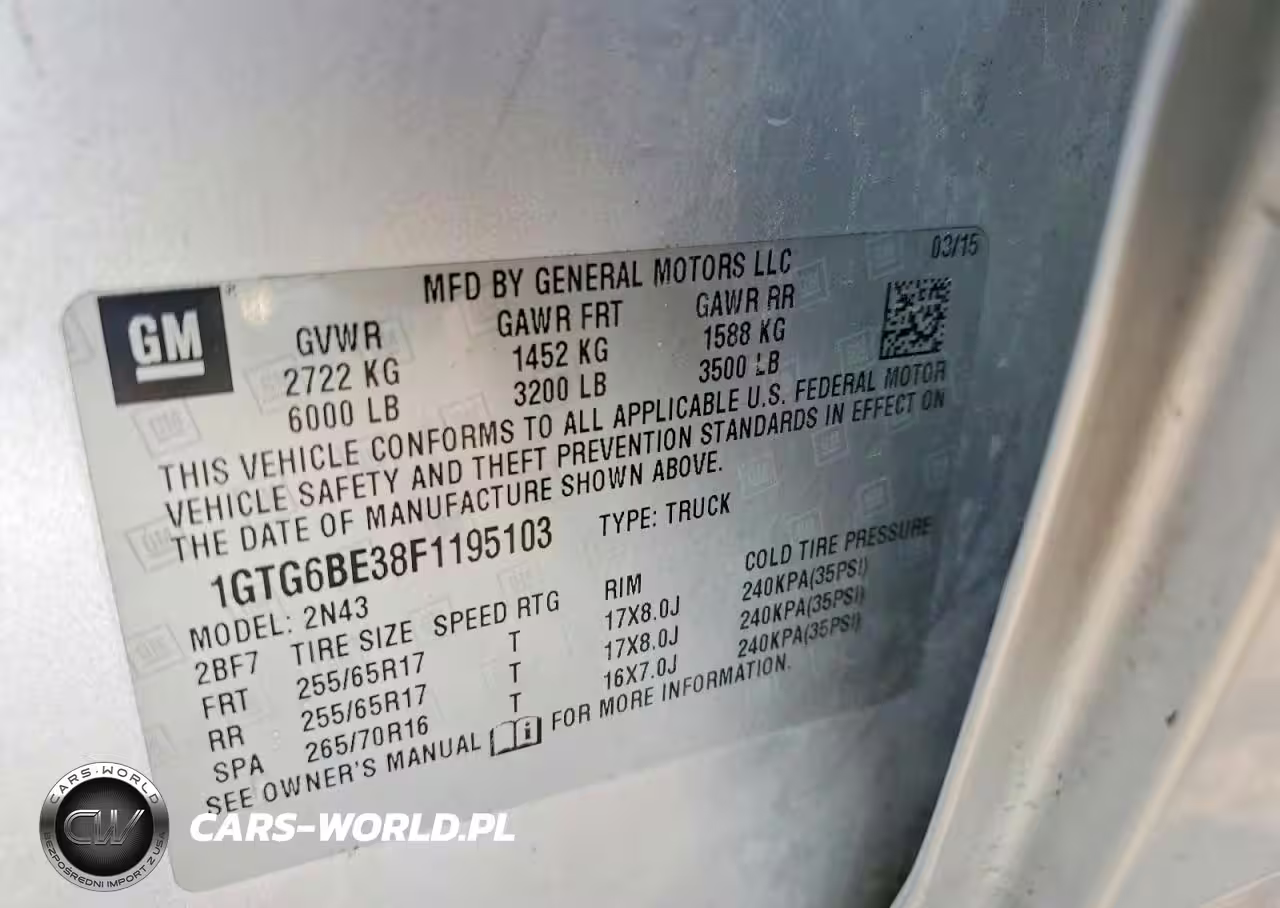 03/15
MFD BY GENERAL MOTORS LLC
GM
GVWR GAWR FRT GAWR RR
2722 KG 1452 KG 1588 KG
6000 LB 3200 LB 3500 LB
THIS VEHICLE CONFORMS TO ALL APPLICABLE U.S. FEDERAL MOTOR
VEHICLE SAFETY AND THEFT PREVENTION STANDARDS IN EFFECT ON
THE DATE OF MANUFACTURE SHOWN ABOVE.
1GTG6BE38F1195103 TYPE: TRUCK
MODEL: 2N43
2BF7 TIRE SIZE SPEED RTG RIM COLD TIRE PRESSURE
FRT 255/65R17 T 17X8.0J 240KPA(35PSI)
RR 255/65R17 T 17X8.0J 240KPA(35PSI)
SPA 265/70R16 T 16X7.0J 240KPA(35PSI)
SEE OWNER'S MANUAL FOR MORE INFORMATION.
CARS-WORLD
CW
BEZPOŚREDNI IMPORT Z USA
CARS-WORLD.PL